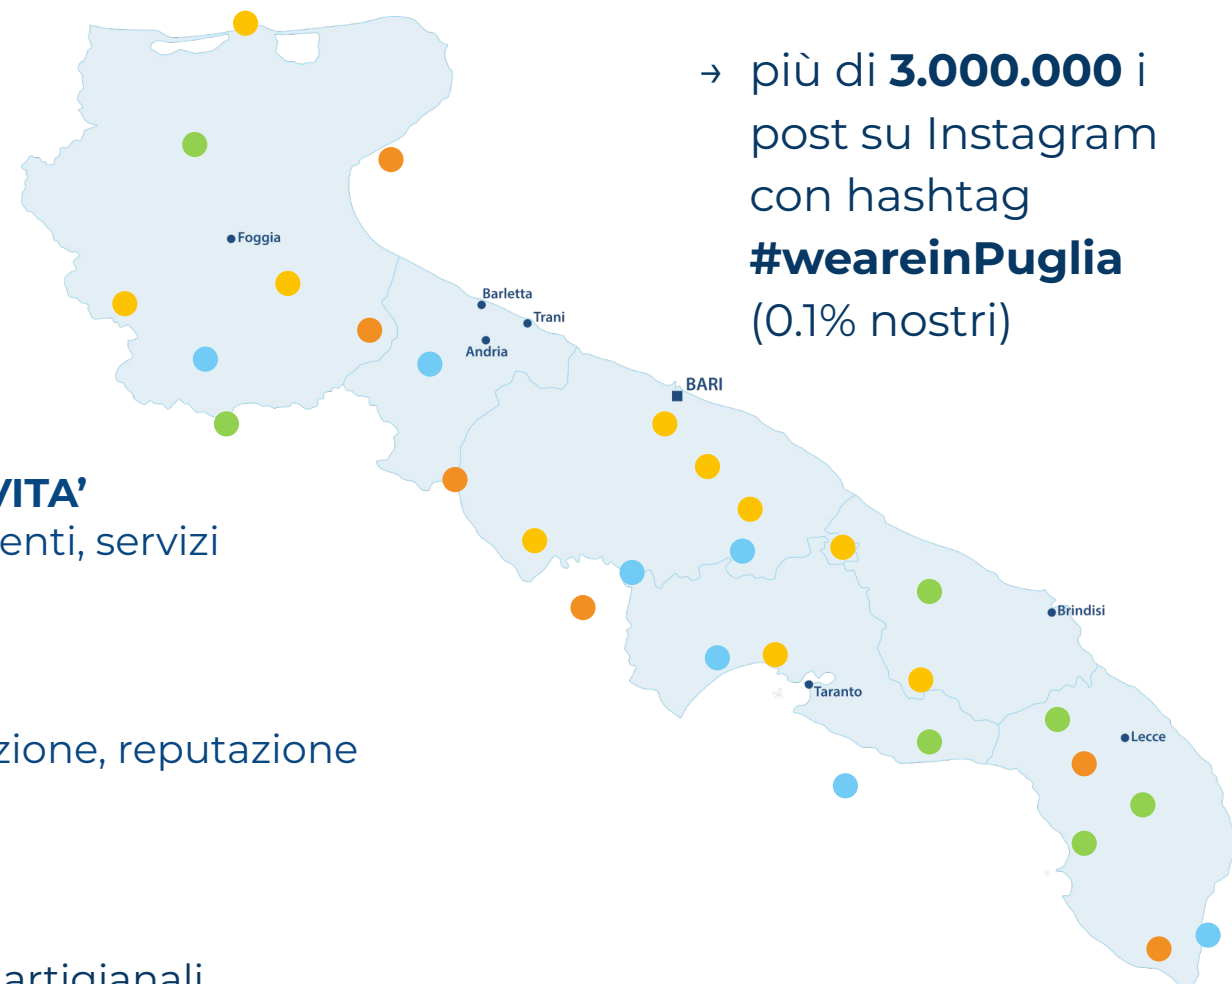 → più di 3.000.000 i
post su Instagram
con hashtag
#weareinPuglia
(0.1% nostri)
Foggia
Barletta
Trani
Andria
BARI
VITA’
enti, servizi
Brindisi
Taranto
Lecce
zione, reputazione
artigianali